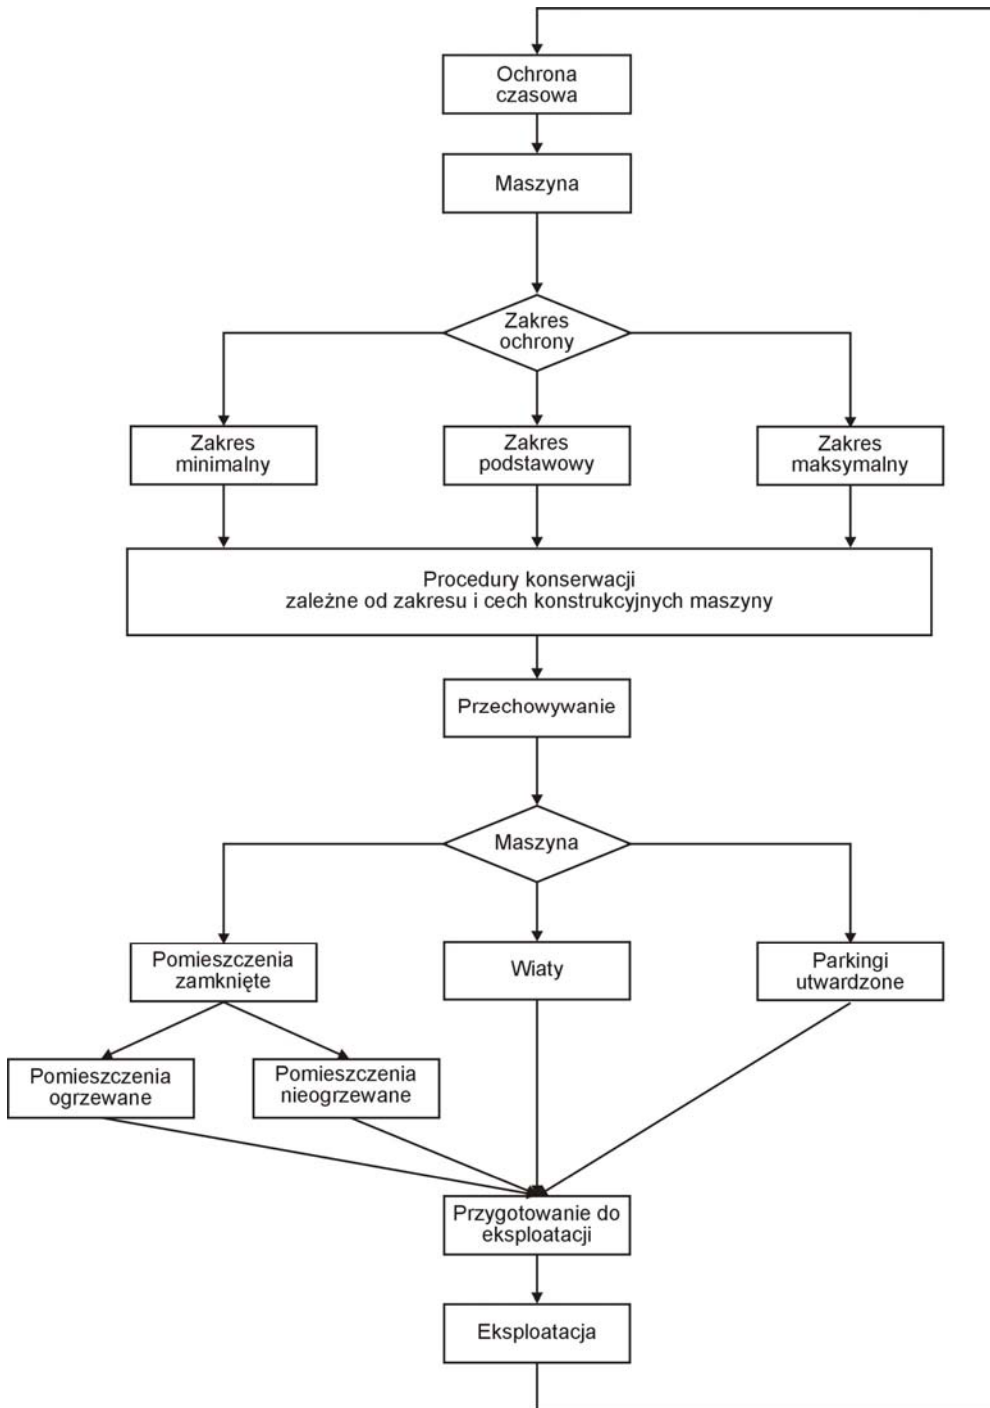 Ochrona
czasowa
Maszyna
Zakres
ochrony
Zakres
minimalny
Zakres
podstawowy
Zakres
maksymalny
Procedury konserwacji
zależne od zakresu i cech konstrukcyjnych maszyny
Przechowywanie
Maszyna
Pomieszczenia
zamknięte
Wiaty
Parkingi
utwardzone
Pomieszczenia
ogrzewane
Pomieszczenia
nieogrzewane
Przygotowanie do
eksploatacji
Eksploatacja